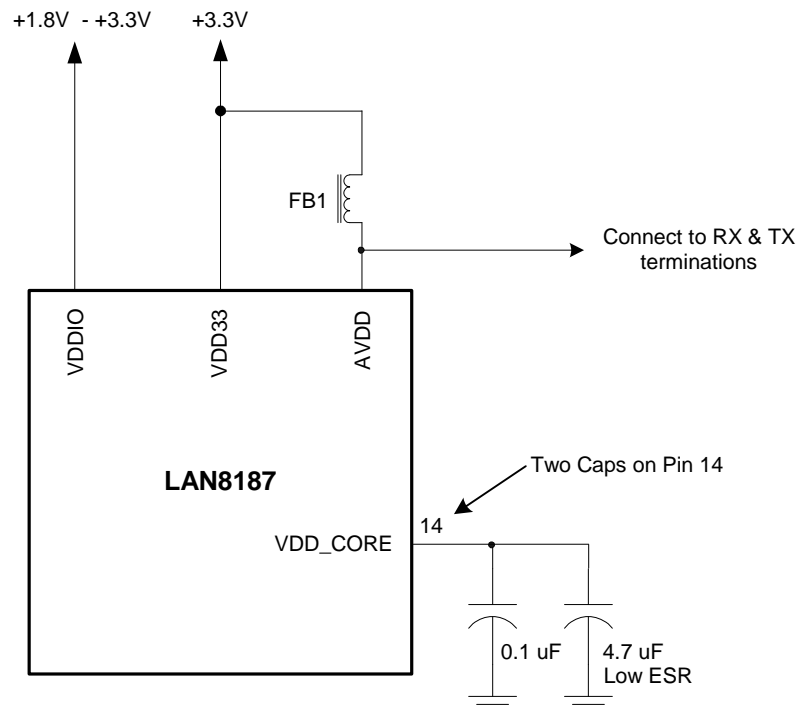 +1.8V - +3.3V
+3.3V
FB1
Connect to RX & TX
terminations
VDDIO
VDD33
AVDD
LAN8187
Two Caps on Pin 14
14
VDD_CORE
0.1 uF
4.7 uF
Low ESR